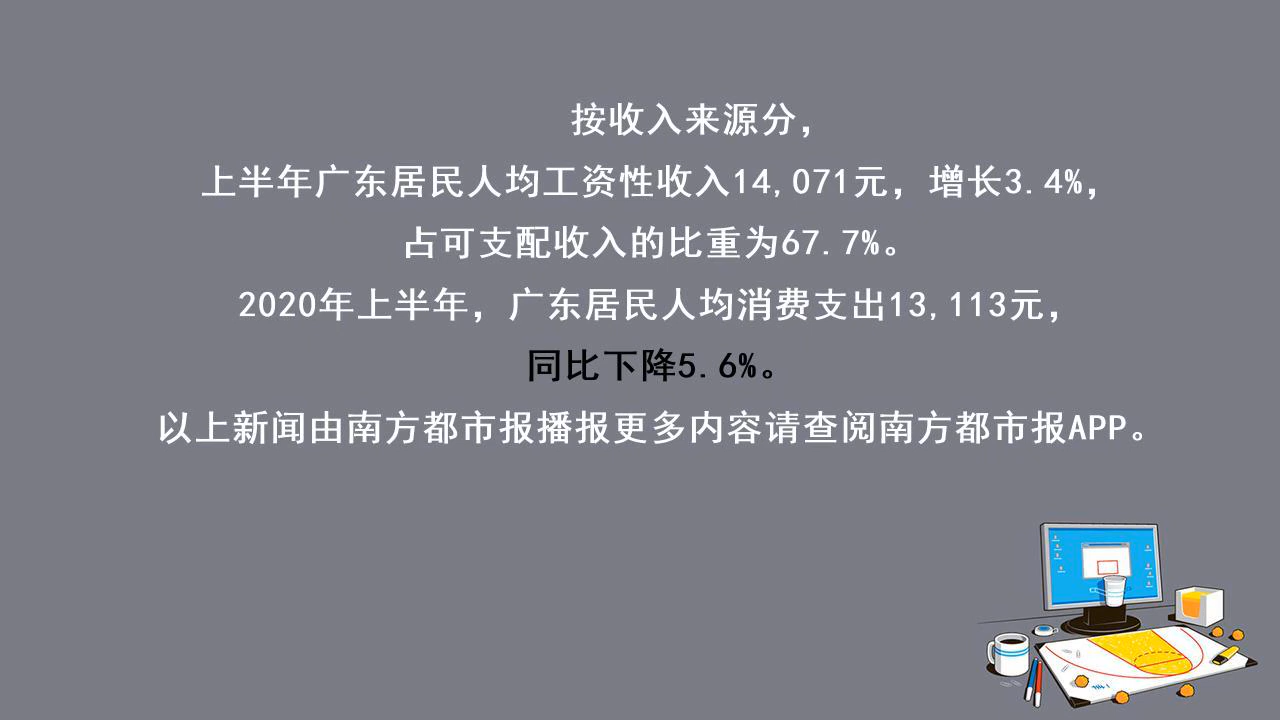 按收入来源分，
上半年广东居民人均工资性收入14,071元，增长3.4%，
占可支配收入的比重为67.7%。
2020年上半年，广东居民人均消费支出13,113元，
同比下降5.6%。
以上新闻由南方都市报播报更多内容请查阅南方都市报APP。